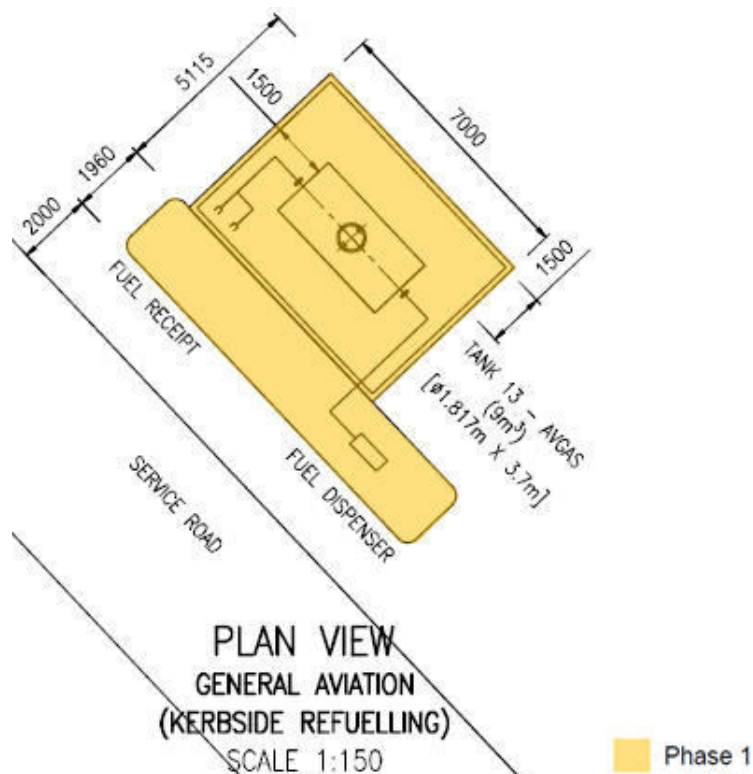 5115
1500
7000
1960
2000
1500
FUEL RECEIPT
TANK 13 – AVGAS
(9m³)
[ø1.817m X 3.7m]
FUEL DISPENSER
SERVICE ROAD
PLAN VIEW
GENERAL AVIATION
(KERBSIDE REFUELLING)
SCALE 1:150
Phase 1